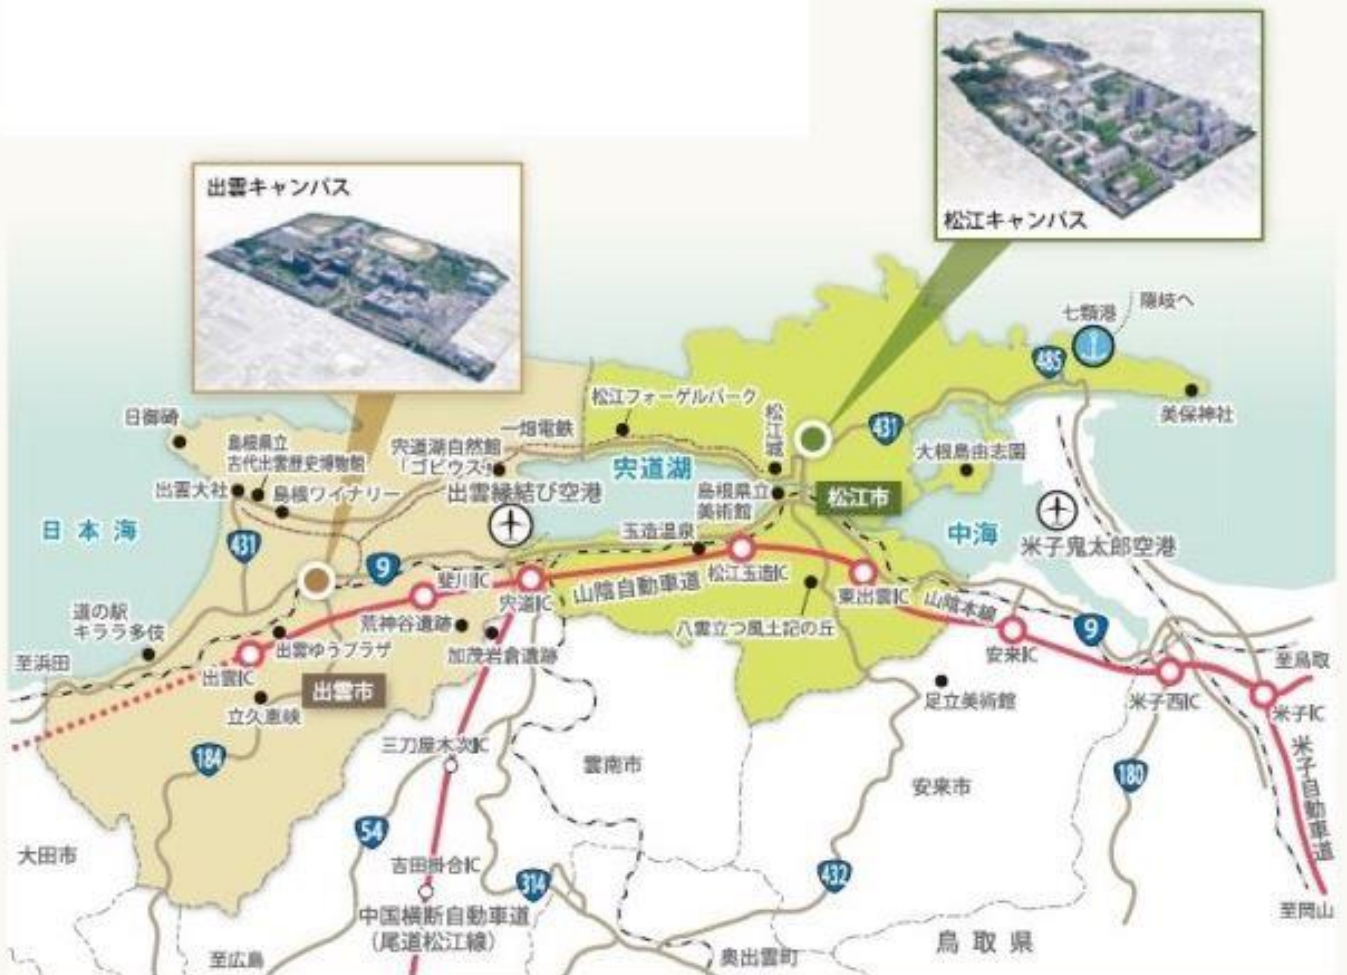 松江キャンパス
出雲キャンパス
七類港
隠岐へ
485
美保神社
日御碕
松江フォーゲルパーク
松江城
431
一畑電鉄
島根県立
古代出雲歴史博物館
宍道湖自然館
「ゴビウス」
宍道湖
大根島由志園
出雲大社
島根ワイナリー
出雲縁結び空港
島根県立
美術館
松江市
日本海
431
9
玉造温泉
中海
米子鬼太郎空港
斐川IC
宍道IC
山陰自動車道
松江玉造IC
東出雲IC
山陰本線
道の駅
キララ多伎
荒神谷遺跡
八雲立つ風土記の丘
9
至浜田
出雲ゆうプラザ
加茂岩倉遺跡
安来IC
至鳥取
出雲IC
出雲市
足立美術館
米子西IC
米子IC
立久恵峡
184
三刀屋木次IC
雲南市
安来市
180
米子自動車道
大田市
54
吉田掛合IC
314
432
中国横断自動車道
(尾道松江線)
至岡山
至広島
奥出雲町
鳥取県